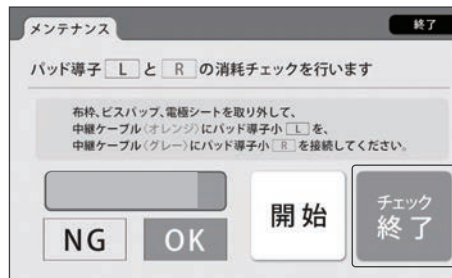 メンテナンス
終了
パッド導子 L と R の消耗チェックを行います
布枠、ビスパップ、電極シートを取り外して、
中継ケーブル(オレンジ)にパッド導子小 L を、
中継ケーブル(グレー)にパッド導子小 R を接続してください。
NG
OK
開始
チェック
終了